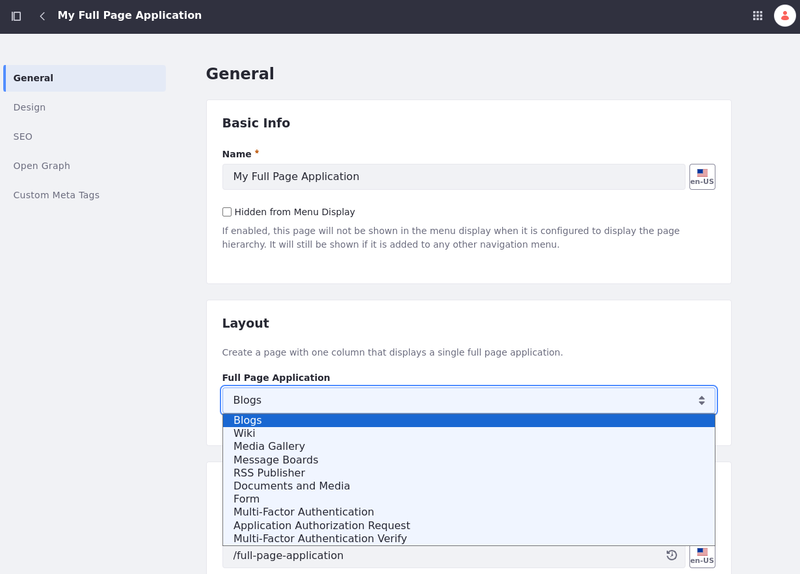 My Full Page Application
General
Design
SEO
Open Graph
Custom Meta Tags
General
Basic Info
Name
My Full Page Application
en-US
Hidden from Menu Display
If enabled, this page will not be shown in the menu display when it is configured to display the page
hierarchy. It will still be shown if it is added to any other navigation menu.
Layout
Create a page with one column that displays a single full page application.
Full Page Application
Blogs
Blogs
Wiki
Media Gallery
Message Boards
RSS Publisher
Documents and Media
Form
Multi-Factor Authentication
Application Authorization Request
Multi-Factor Authentication Verify
/full-page-application
en-US